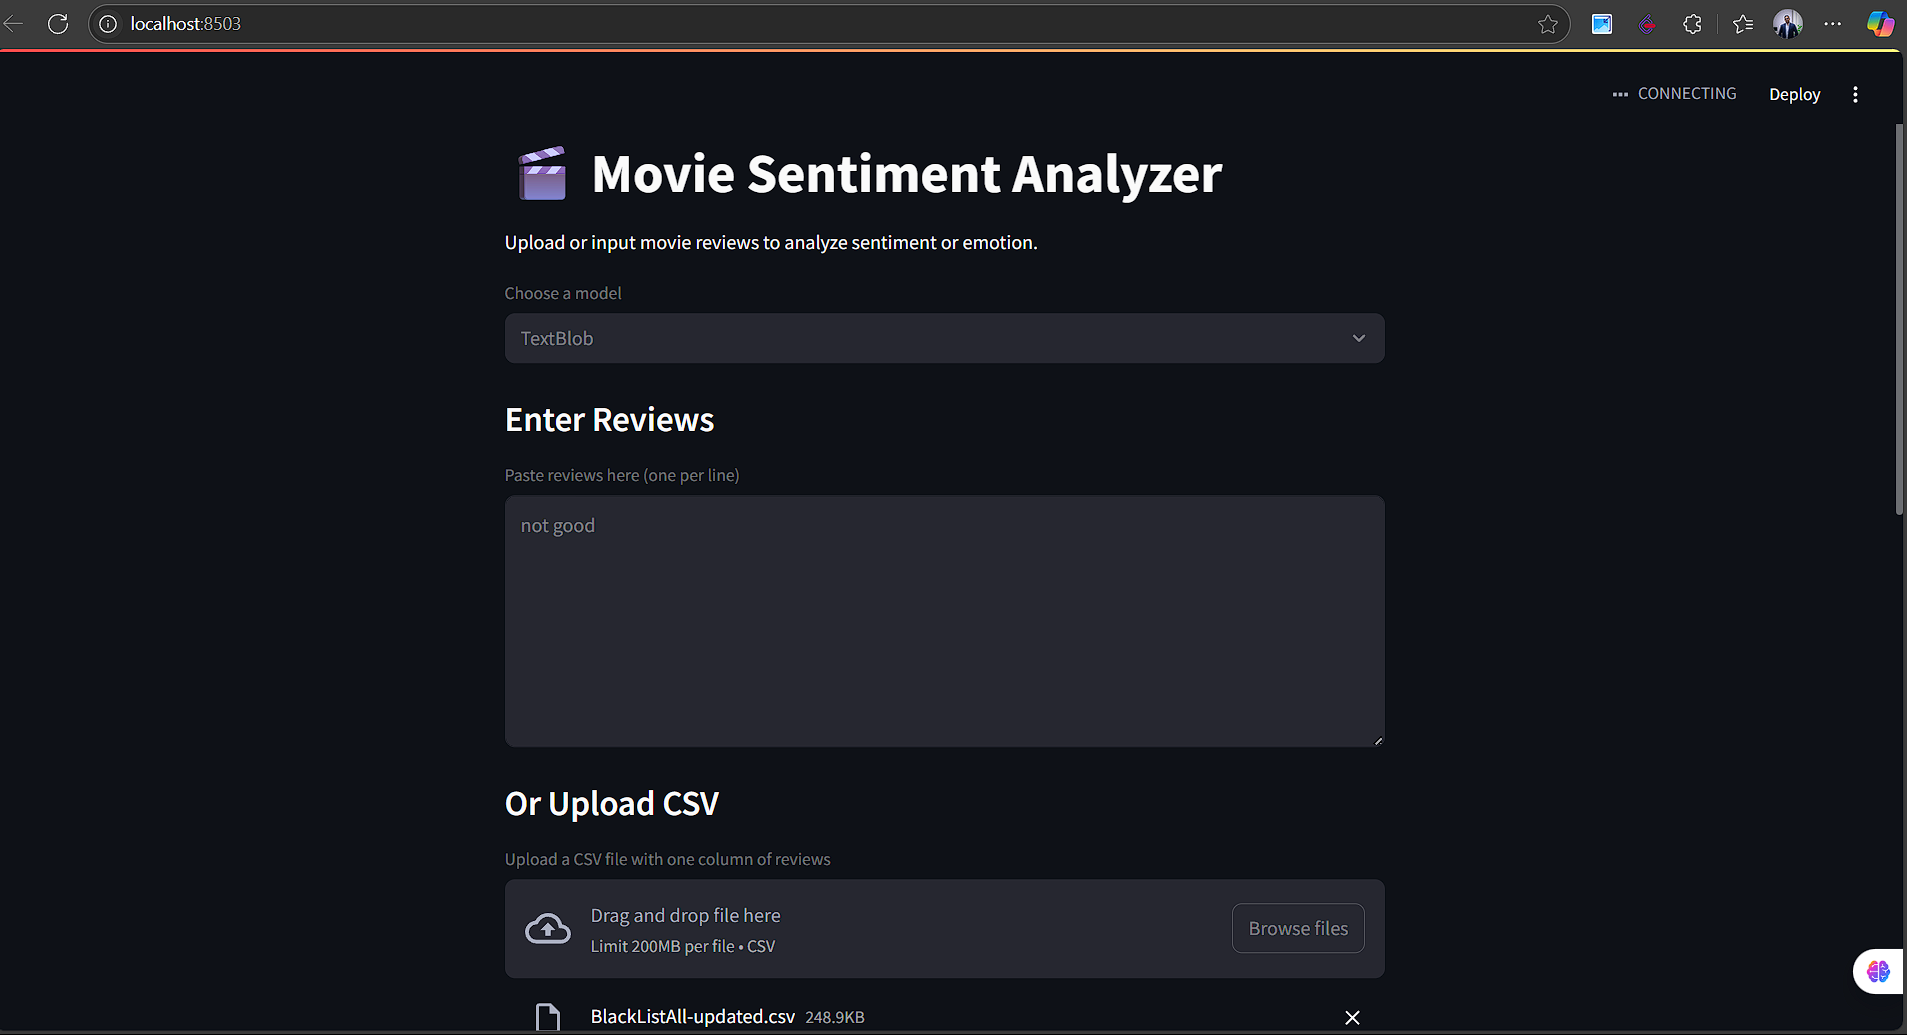 localhost:8503
CONNECTING
Deploy
Movie Sentiment Analyzer
Upload or input movie reviews to analyze sentiment or emotion.
Choose a model
TextBlob
Enter Reviews
Paste reviews here (one per line)
not good
Or Upload CSV
Upload a CSV file with one column of reviews
Drag and drop file here
Limit 200MB per file • CSV
Browse files
BlackListAll-updated.csv 248.9KB